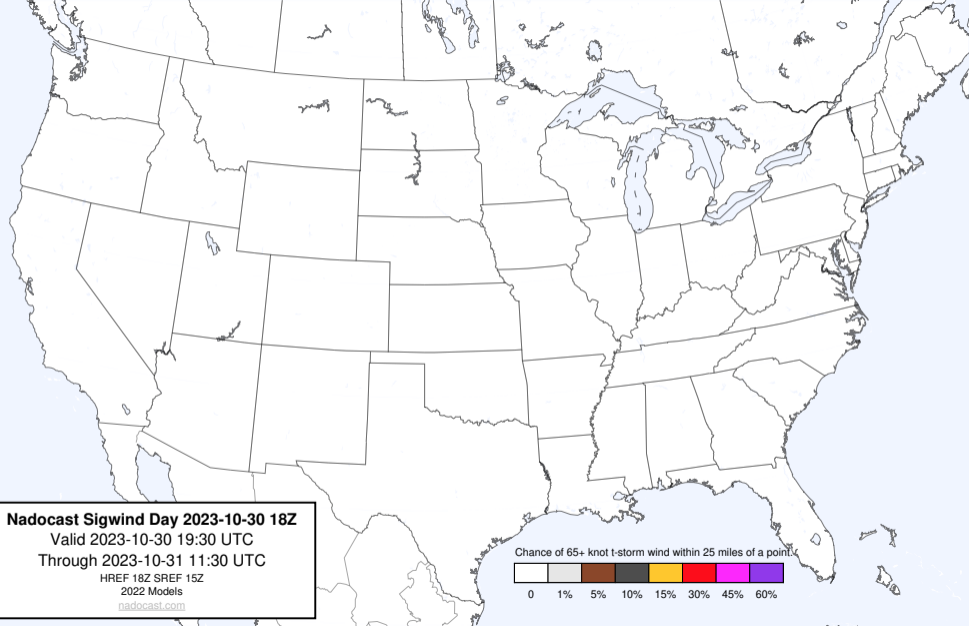 Nadocast Sigwind Day 2023-10-30 18Z
Valid 2023-10-30 19:30 UTC
Through 2023-10-31 11:30 UTC
HREF 18Z SREF 15Z
2022 Models
nadocast.com
Chance of 65+ knot t-storm wind within 25 miles of a point.
0 1% 5% 10% 15% 30% 45% 60%